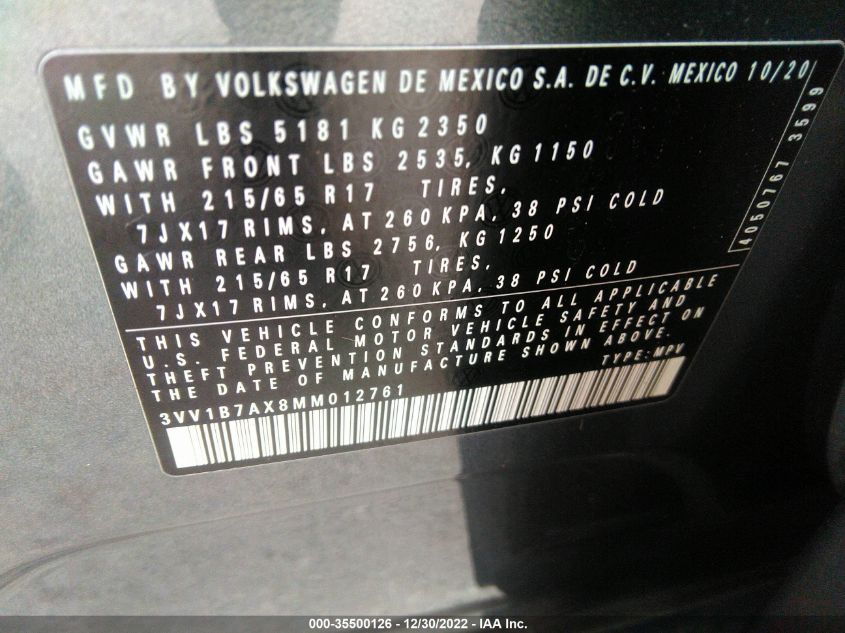 MFD BY VOLKSWAGEN DE MEXICO S.A. DE C.V. MEXICO 10/20
GVWR LBS 5181 KG 2350
GAWR FRONT LBS 2535, KG 1150
WITH 215/65 R17 TIRES,
7JX17 RIMS, AT 260 KPA, 38 PSI COLD
GAWR REAR LBS 2756, KG 1250
WITH 215/65 R17 TIRES,
7JX17 RIMS, AT 260 KPA, 38 PSI COLD
4050767 3599
THIS VEHICLE CONFORMS TO ALL APPLICABLE
U.S. FEDERAL MOTOR VEHICLE SAFETY AND
THEFT PREVENTION STANDARDS IN EFFECT ON
THE DATE OF MANUFACTURE SHOWN ABOVE.
TYPE: MPV
3VV1B7AX8MM012761
000-35500126 - 12/30/2022 - IAA Inc.